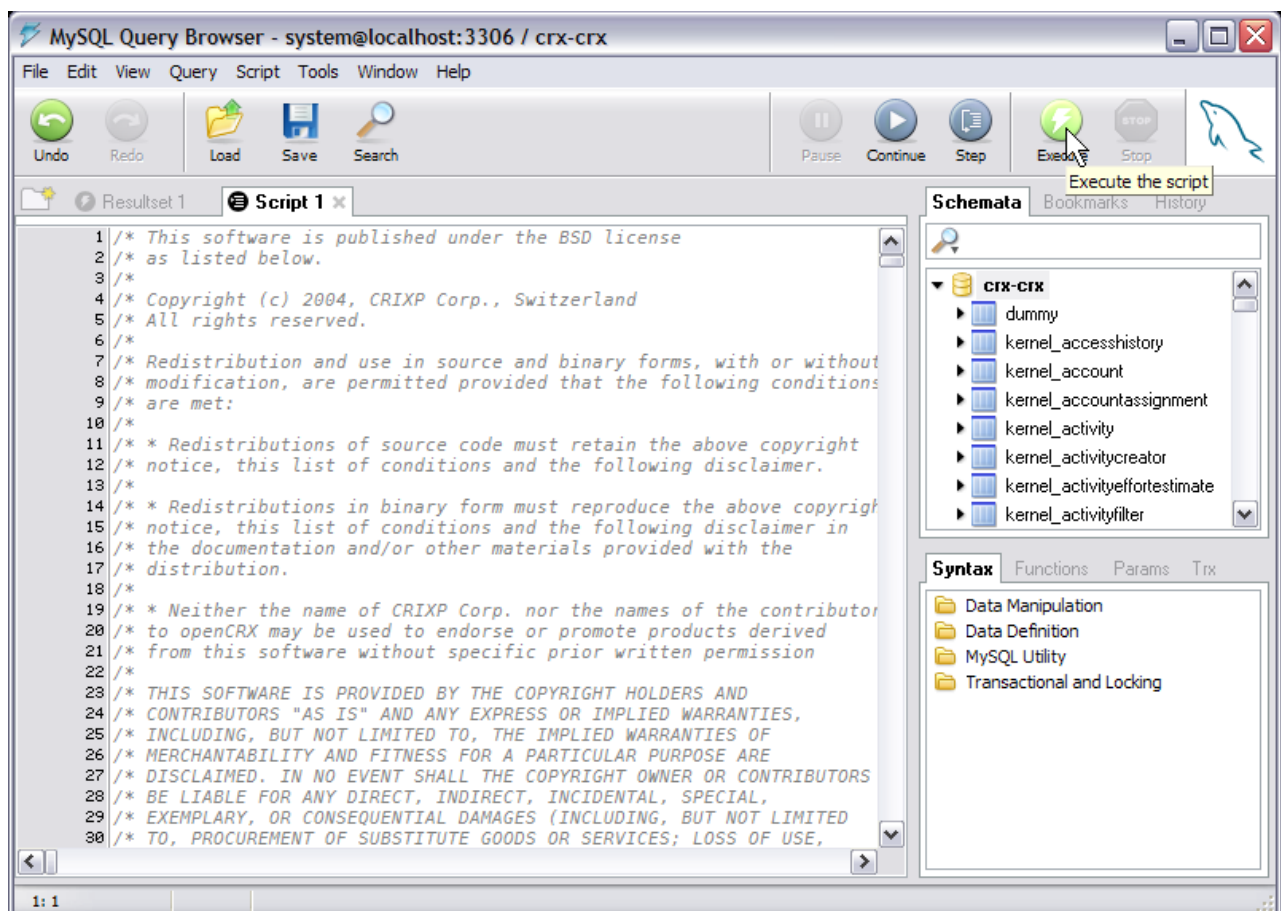 MySQL Query Browser - system@localhost:3306 / crx-crx
File Edit View Query Script Tools Window Help
Undo Redo Load Save Search Pause Continue Step Execute STOP Stop
Execute the script
Resultset 1 Script 1
1 /* This software is published under the BSD license
2 /* as listed below.
3 /*
4 /* Copyright (c) 2004, CRIXP Corp., Switzerland
5 /* All rights reserved.
6 /*
7 /* Redistribution and use in source and binary forms, with or without
8 /* modification, are permitted provided that the following conditions
9 /* are met:
10 /*
11 /* * Redistributions of source code must retain the above copyright
12 /* notice, this list of conditions and the following disclaimer.
13 /*
14 /* * Redistributions in binary form must reproduce the above copyrigh
15 /* notice, this list of conditions and the following disclaimer in
16 /* the documentation and/or other materials provided with the
17 /* distribution.
18 /*
19 /* * Neither the name of CRIXP Corp. nor the names of the contributor
20 /* to openCRX may be used to endorse or promote products derived
21 /* from this software without specific prior written permission
22 /*
23 /* THIS SOFTWARE IS PROVIDED BY THE COPYRIGHT HOLDERS AND
24 /* CONTRIBUTORS "AS IS" AND ANY EXPRESS OR IMPLIED WARRANTIES,
25 /* INCLUDING, BUT NOT LIMITED TO, THE IMPLIED WARRANTIES OF
26 /* MERCHANTABILITY AND FITNESS FOR A PARTICULAR PURPOSE ARE
27 /* DISCLAIMED. IN NO EVENT SHALL THE COPYRIGHT OWNER OR CONTRIBUTORS
28 /* BE LIABLE FOR ANY DIRECT, INDIRECT, INCIDENTAL, SPECIAL,
29 /* EXEMPLARY, OR CONSEQUENTIAL DAMAGES (INCLUDING, BUT NOT LIMITED
30 /* TO, PROCUREMENT OF SUBSTITUTE GOODS OR SERVICES; LOSS OF USE,
Schemata Bookmarks History
crx-crx
dummy
kernel_accesshistory
kernel_account
kernel_accountassignment
kernel_activity
kernel_activitycreator
kernel_activityeffortestimate
kernel_activityfilter
Syntax Functions Params Trx
Data Manipulation
Data Definition
MySQL Utility
Transactional and Locking
1: 1